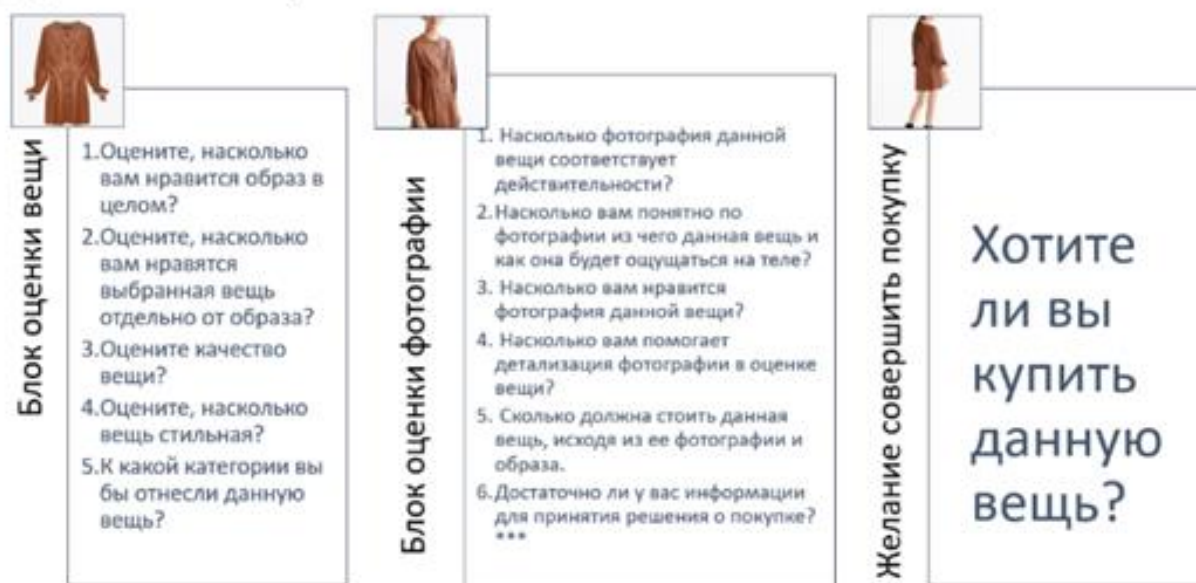 Блок оценки вещи
1.Оцените, насколько
вам нравится образ в
целом?
2.Оцените, насколько
вам нравятся
выбранная вещь
отдельно от образа?
3.Оцените качество
вещи?
4.Оцените, насколько
вещь стильная?
5.К какой категории вы
бы отнесли данную
вещь?
Блок оценки фотографии
1. Насколько фотография данной
вещи соответствует
действительности?
2.Насколько вам понятно по
фотографии из чего данная вещь и
как она будет ощущаться на теле?
3. Насколько вам нравится
фотография данной вещи?
4. Насколько вам помогает
детализация фотографии в оценке
вещи?
5. Сколько должна стоить данная
вещь, исходя из ее фотографии и
образа.
6.Достаточно ли у вас информации
для принятия решения о покупке?
***
Желание совершить покупку
Хотите
ли вы
купить
данную
вещь?